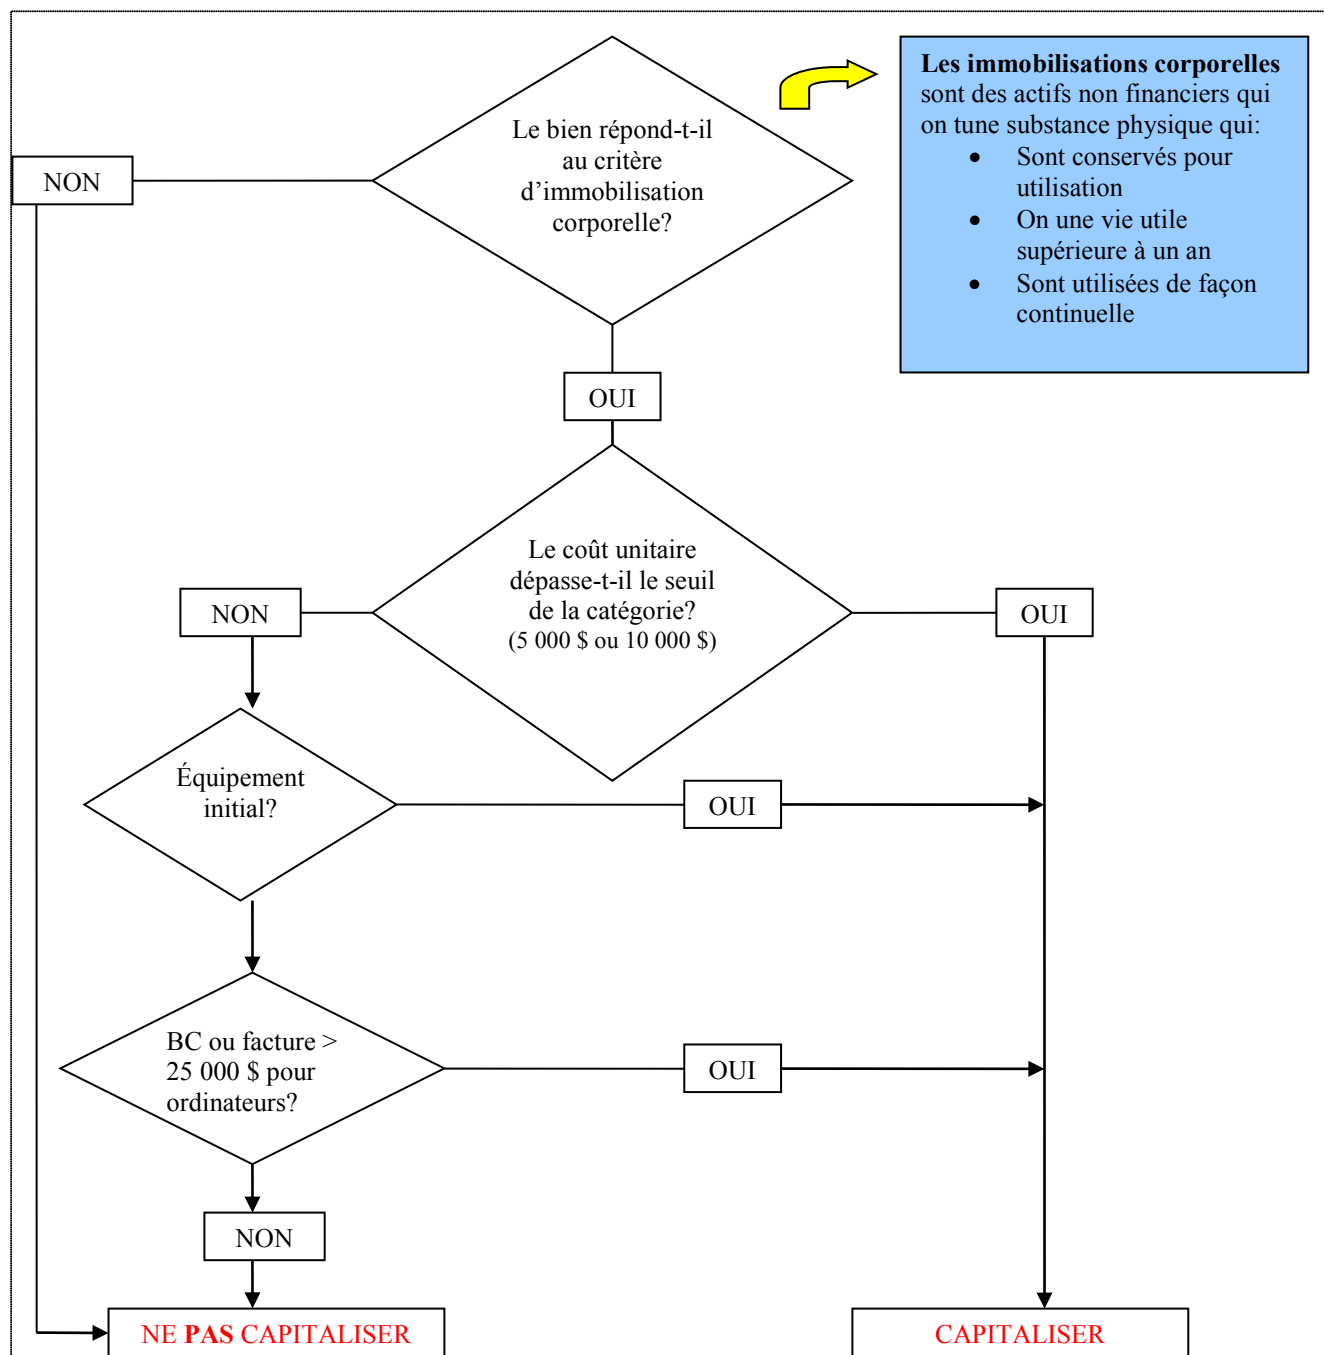 Le bien répond-t-il
au critère
d’immobilisation
corporelle?
Les immobilisations corporelles
sont des actifs non financiers qui
on tune substance physique qui:
• Sont conservés pour
utilisation
• On une vie utile
supérieure à un an
• Sont utilisées de façon
continuelle
NON
OUI
Le coût unitaire
dépasse-t-il le seuil
de la catégorie?
(5 000 $ ou 10 000 $)
NON
OUI
Équipement
initial?
OUI
BC ou facture >
25 000 $ pour
ordinateurs?
OUI
NON
NE PAS CAPITALISER
CAPITALISER